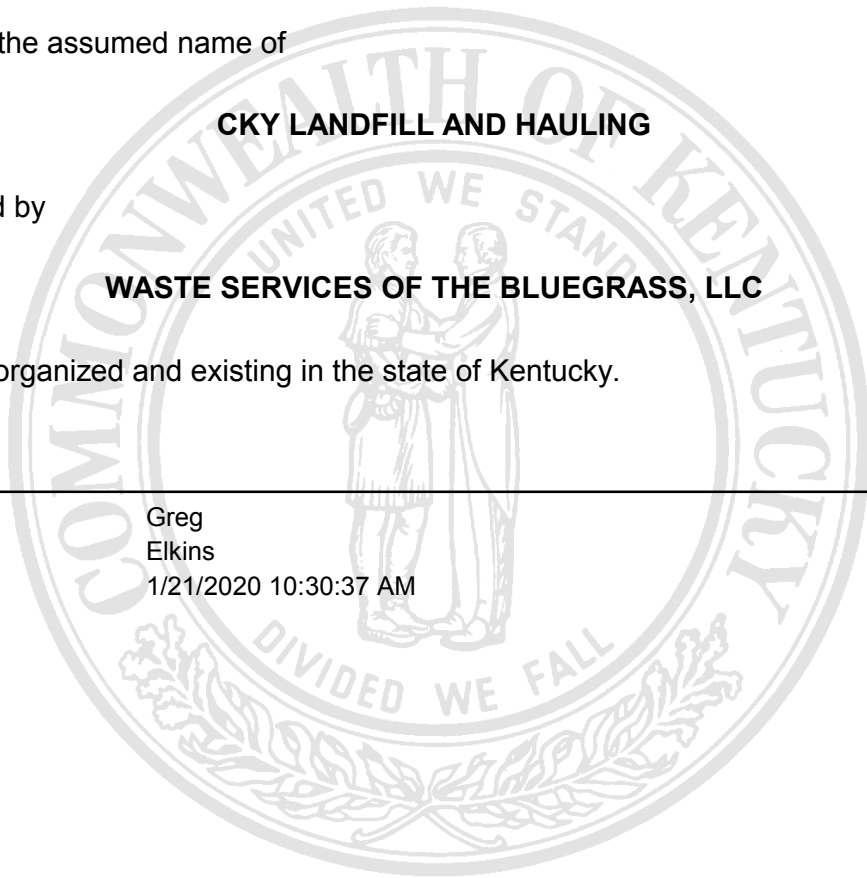 the assumed name of
CKY LANDFILL AND HAULING
d by
WASTE SERVICES OF THE BLUEGRASS, LLC
organized and existing in the state of Kentucky.
Greg
Elkins
1/21/2020 10:30:37 AM
COMMONWEALTH OF KENTUCKY
UNITED WE STAND
DIVIDED WE FALL